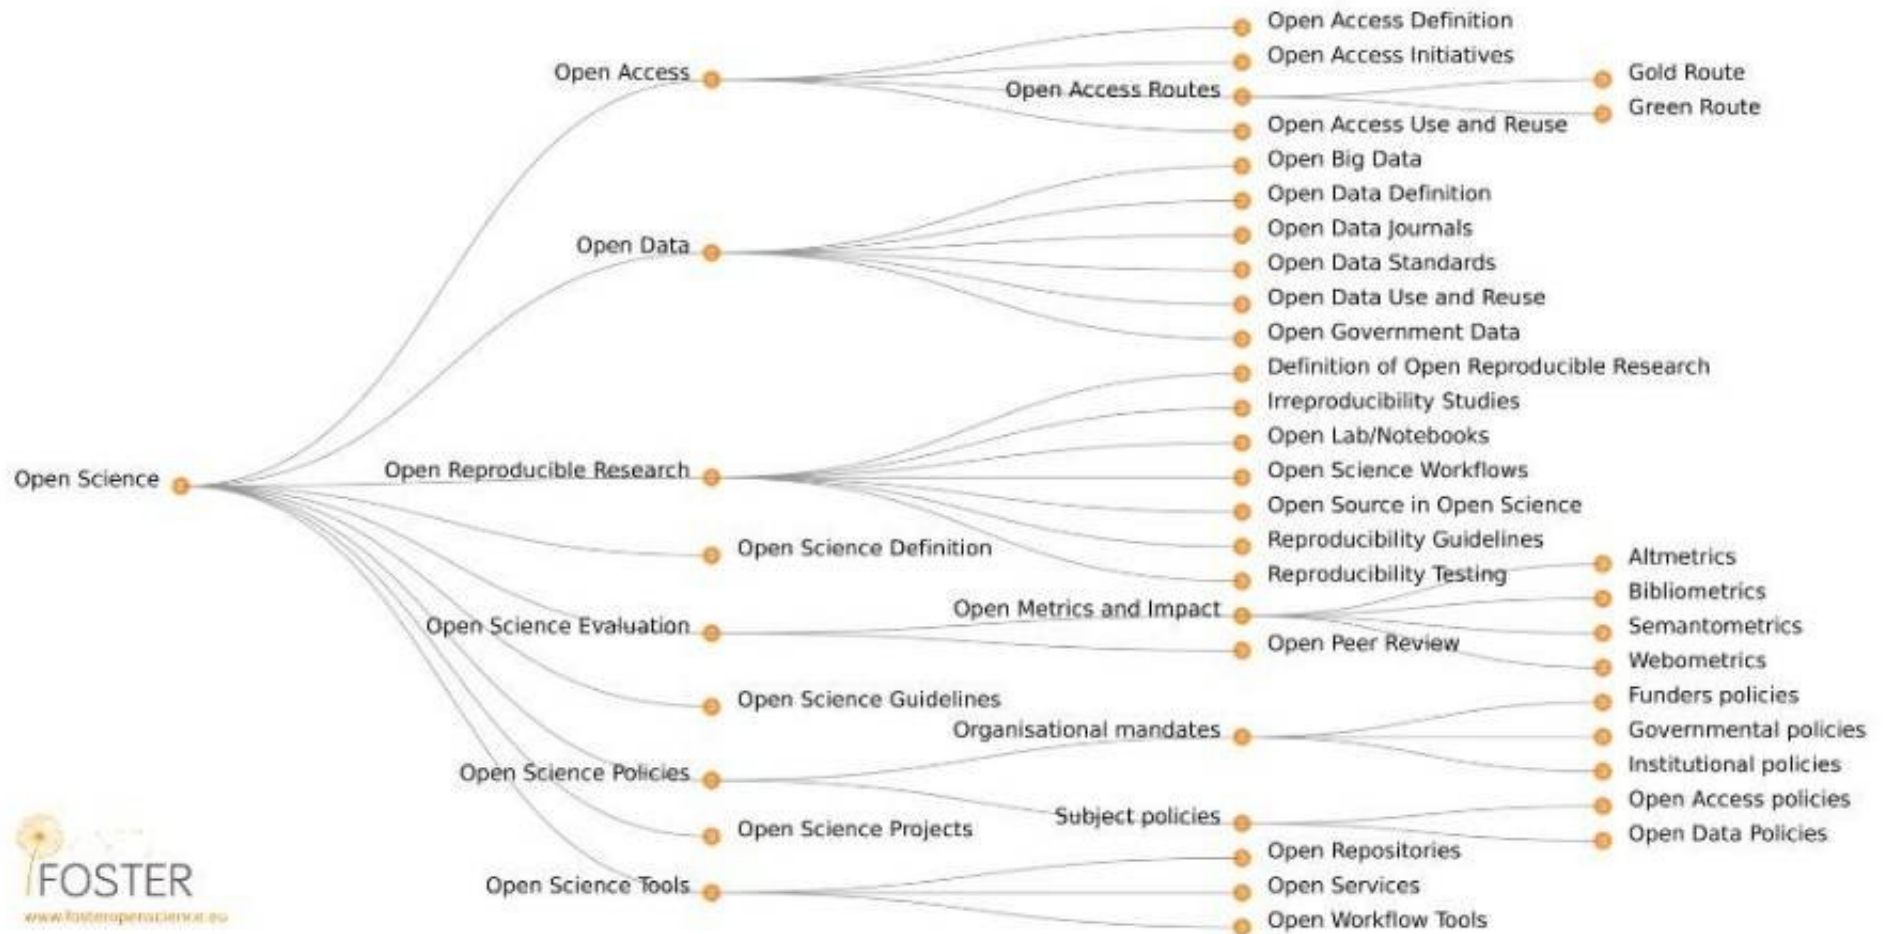 Open Access Definition
Open Access Initiatives
Open Access
Gold Route
Open Access Routes
Green Route
Open Access Use and Reuse
Open Big Data
Open Data Definition
Open Data Journals
Open Data
Open Data Standards
Open Data Use and Reuse
Open Government Data
Definition of Open Reproducible Research
Irreproducibility Studies
Open Lab/Notebooks
Open Science
Open Reproducible Research
Open Science Workflows
Open Source in Open Science
Reproducibility Guidelines
Open Science Definition
Altmetrics
Reproducibility Testing
Bibliometrics
Open Metrics and Impact
Open Science Evaluation
Semantometrics
Open Peer Review
Webometrics
Funders policies
Open Science Guidelines
Organisational mandates
Governmental policies
Institutional policies
Open Science Policies
Open Access policies
Subject policies
Open Science Projects
Open Data Policies
Open Repositories
Open Science Tools
Open Services
Open Workflow Tools
FOSTER
www.fosteropenscience.eu